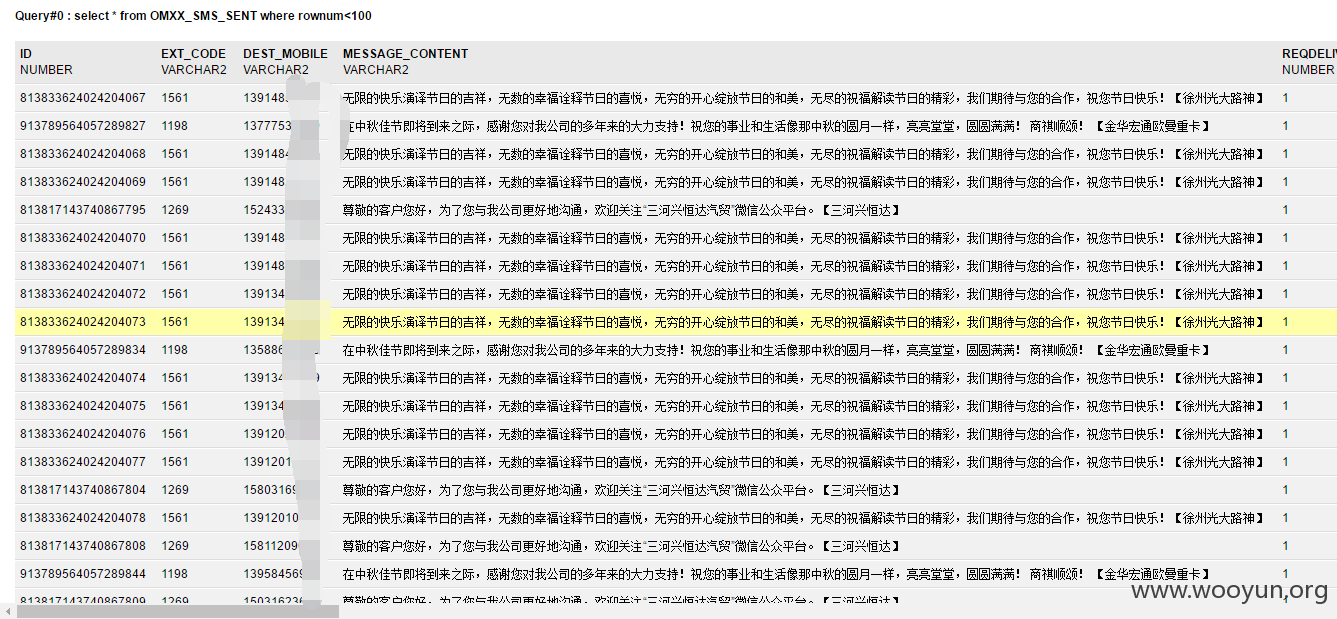 Query#0 : select * from OMXX_SMS_SENT where rownum<100
ID EXT_CODE DEST_MOBILE MESSAGE_CONTENT REQDELIV
NUMBER VARCHAR2 VARCHAR2 VARCHAR2 NUMBER
813833624024204067 1561 139148 无限的快乐演译节日的吉祥，无数的幸福诠释节日的喜悦，无穷的开心绽放节日的和美，无尽的祝福解读节日的精彩，我们期待与您的合作，祝您节日快乐！【徐州光大路神】 1
913789564057289827 1198 1377753 在中秋佳节即将到来之际，感谢您对我公司的多年来的大力支持！祝您的事业和生活像那中秋的圆月一样，亮亮堂堂，圆圆满满！ 商祺顺颂！ 【金华宏通欧曼重卡】 1
813833624024204068 1561 139148 无限的快乐演译节日的吉祥，无数的幸福诠释节日的喜悦，无穷的开心绽放节日的和美，无尽的祝福解读节日的精彩，我们期待与您的合作，祝您节日快乐！【徐州光大路神】 1
813833624024204069 1561 139148 无限的快乐演译节日的吉祥，无数的幸福诠释节日的喜悦，无穷的开心绽放节日的和美，无尽的祝福解读节日的精彩，我们期待与您的合作，祝您节日快乐！【徐州光大路神】 1
813817143740867795 1269 152433 尊敬的客户您好，为了您与我公司更好地沟通，欢迎关注“三河兴恒达汽贸”微信公众平台。【三河兴恒达】 1
813833624024204070 1561 139148 无限的快乐演译节日的吉祥，无数的幸福诠释节日的喜悦，无穷的开心绽放节日的和美，无尽的祝福解读节日的精彩，我们期待与您的合作，祝您节日快乐！【徐州光大路神】 1
813833624024204071 1561 139148 无限的快乐演译节日的吉祥，无数的幸福诠释节日的喜悦，无穷的开心绽放节日的和美，无尽的祝福解读节日的精彩，我们期待与您的合作，祝您节日快乐！【徐州光大路神】 1
813833624024204072 1561 139134 无限的快乐演译节日的吉祥，无数的幸福诠释节日的喜悦，无穷的开心绽放节日的和美，无尽的祝福解读节日的精彩，我们期待与您的合作，祝您节日快乐！【徐州光大路神】 1
813833624024204073 1561 139134 无限的快乐演译节日的吉祥，无数的幸福诠释节日的喜悦，无穷的开心绽放节日的和美，无尽的祝福解读节日的精彩，我们期待与您的合作，祝您节日快乐！【徐州光大路神】 1
913789564057289834 1198 13588 在中秋佳节即将到来之际，感谢您对我公司的多年来的大力支持！祝您的事业和生活像那中秋的圆月一样，亮亮堂堂，圆圆满满！ 商祺顺颂！ 【金华宏通欧曼重卡】 1
813833624024204074 1561 139134 9 无限的快乐演译节日的吉祥，无数的幸福诠释节日的喜悦，无穷的开心绽放节日的和美，无尽的祝福解读节日的精彩，我们期待与您的合作，祝您节日快乐！【徐州光大路神】 1
813833624024204075 1561 139134 无限的快乐演译节日的吉祥，无数的幸福诠释节日的喜悦，无穷的开心绽放节日的和美，无尽的祝福解读节日的精彩，我们期待与您的合作，祝您节日快乐！【徐州光大路神】 1
813833624024204076 1561 139120 无限的快乐演译节日的吉祥，无数的幸福诠释节日的喜悦，无穷的开心绽放节日的和美，无尽的祝福解读节日的精彩，我们期待与您的合作，祝您节日快乐！【徐州光大路神】 1
813833624024204077 1561 1391201 无限的快乐演译节日的吉祥，无数的幸福诠释节日的喜悦，无穷的开心绽放节日的和美，无尽的祝福解读节日的精彩，我们期待与您的合作，祝您节日快乐！【徐州光大路神】 1
813817143740867804 1269 1580316 尊敬的客户您好，为了您与我公司更好地沟通，欢迎关注“三河兴恒达汽贸”微信公众平台。【三河兴恒达】 1
813833624024204078 1561 13912010 无限的快乐演译节日的吉祥，无数的幸福诠释节日的喜悦，无穷的开心绽放节日的和美，无尽的祝福解读节日的精彩，我们期待与您的合作，祝您节日快乐！【徐州光大路神】 1
813817143740867808 1269 1581120 尊敬的客户您好，为了您与我公司更好地沟通，欢迎关注“三河兴恒达汽贸”微信公众平台。【三河兴恒达】 1
913789564057289844 1198 13958456 在中秋佳节即将到来之际，感谢您对我公司的多年来的大力支持！祝您的事业和生活像那中秋的圆月一样，亮亮堂堂，圆圆满满！ 商祺顺颂！ 【金华宏通欧曼重卡】 1
813817143740867809 1269 15031623 尊敬的客户您好，为了您与我公司更好地沟通，欢迎关注“三河兴恒达汽贸”微信公众平台。【三河兴恒达】 1
www.wooyun.org